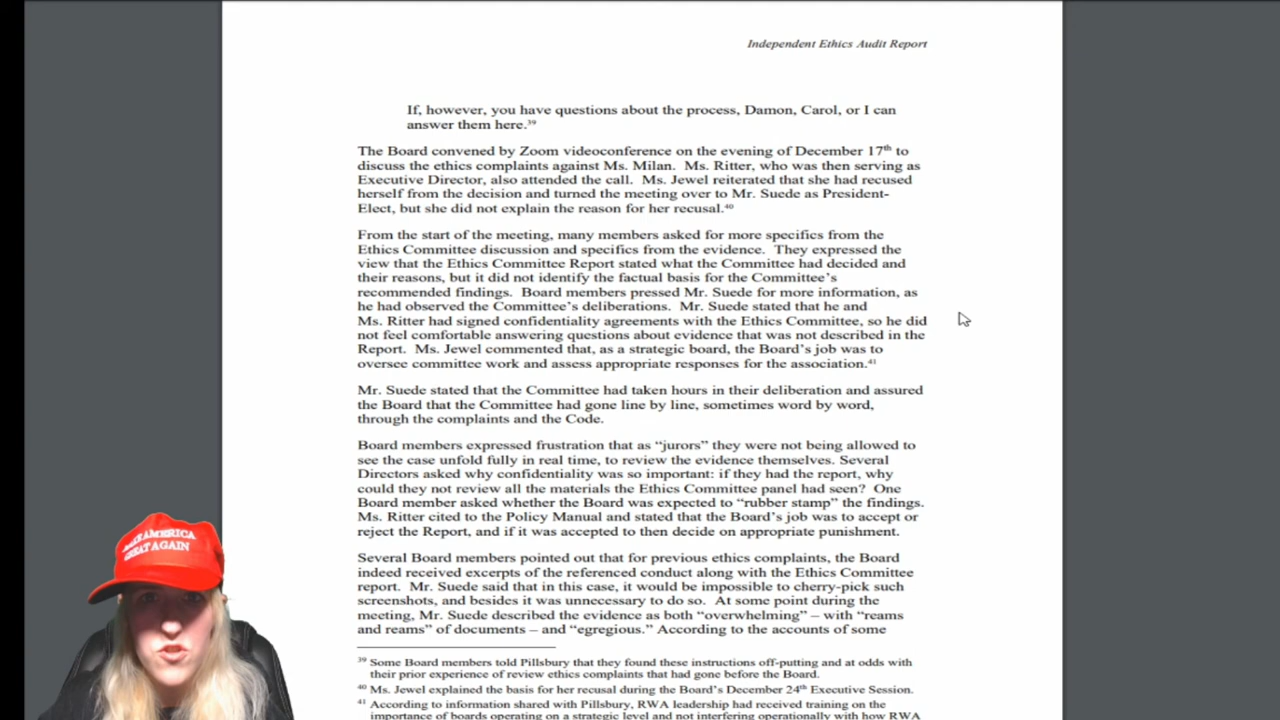 Independent Ethics Audit Report
If, however, you have questions about the process, Damon, Carol, or I can
answer them here.39
The Board convened by Zoom videoconference on the evening of December 17th to
discuss the ethics complaints against Ms. Milan. Ms. Ritter, who was then serving as
Executive Director, also attended the call. Ms. Jewel reiterated that she had recused
herself from the decision and turned the meeting over to Mr. Suede as President-
Elect, but she did not explain the reason for her recusal.40
From the start of the meeting, many members asked for more specifics from the
Ethics Committee discussion and specifics from the evidence. They expressed the
view that the Ethics Committee Report stated what the Committee had decided and
their reasons, but it did not identify the factual basis for the Committee's
recommended findings. Board members pressed Mr. Suede for more information, as
he had observed the Committee's deliberations. Mr. Suede stated that he and
Ms. Ritter had signed confidentiality agreements with the Ethics Committee, so he did
not feel comfortable answering questions about evidence that was not described in the
Report. Ms. Jewel commented that, as a strategic board, the Board's job was to
oversee committee work and assess appropriate responses for the association.41
Mr. Suede stated that the Committee had taken hours in their deliberation and assured
the Board that the Committee had gone line by line, sometimes word by word,
through the complaints and the Code.
Board members expressed frustration that as "jurors" they were not being allowed to
see the case unfold fully in real time, to review the evidence themselves. Several
Directors asked why confidentiality was so important: if they had the report, why
could they not review all the materials the Ethics Committee panel had seen? One
Board member asked whether the Board was expected to "rubber stamp" the findings.
Ms. Ritter cited to the Policy Manual and stated that the Board's job was to accept or
reject the Report, and if it was accepted to then decide on appropriate punishment.
Several Board members pointed out that for previous ethics complaints, the Board
indeed received excerpts of the referenced conduct along with the Ethics Committee
report. Mr. Suede said that in this case, it would be impossible to cherry-pick such
screenshots, and besides it was unnecessary to do so. At some point during the
meeting, Mr. Suede described the evidence as both "overwhelming" – with "reams
and reams" of documents – and "egregious." According to the accounts of some
39 Some Board members told Pillsbury that they found these instructions off-putting and at odds with
their prior experience of review ethics complaints that had gone before the Board.
40 Ms. Jewel explained the basis for her recusal during the Board's December 24th Executive Session.
41 According to information shared with Pillsbury, RWA leadership had received training on the
importance of boards operating on a strategic level and not interfering operationally with how RWA
MAKE AMERICA
GREAT AGAIN